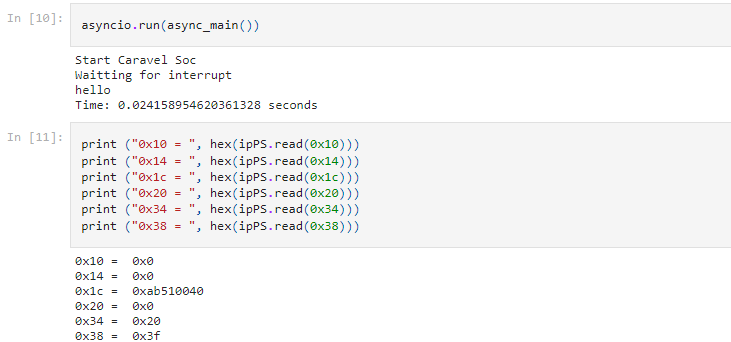 In [10]: asyncio.run(async_main())
Start Caravel Soc
Waitting for interrupt
hello
Time: 0.024158954620361328 seconds
In [11]: print ("0x10 = ", hex(ipPS.read(0x10)))
print ("0x14 = ", hex(ipPS.read(0x14)))
print ("0x1c = ", hex(ipPS.read(0x1c)))
print ("0x20 = ", hex(ipPS.read(0x20)))
print ("0x34 = ", hex(ipPS.read(0x34)))
print ("0x38 = ", hex(ipPS.read(0x38)))
0x10 =  0x0
0x14 =  0x0
0x1c =  0xab510040
0x20 =  0x0
0x34 =  0x20
0x38 =  0x3f